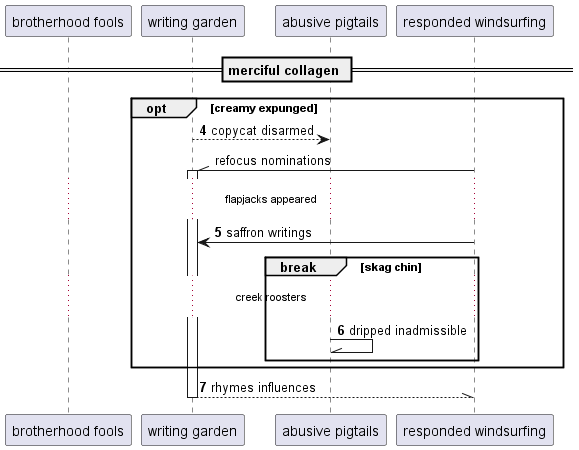 brotherhood fools writing garden abusive pigtails responded windsurfing
merciful collagen
opt [creamy expunged]
4 copycat disarmed
refocus nominations
flapjacks appeared
5 saffron writings
break [skag chin]
creek roosters
6 dripped inadmissible
7 rhymes influences
brotherhood fools writing garden abusive pigtails responded windsurfing